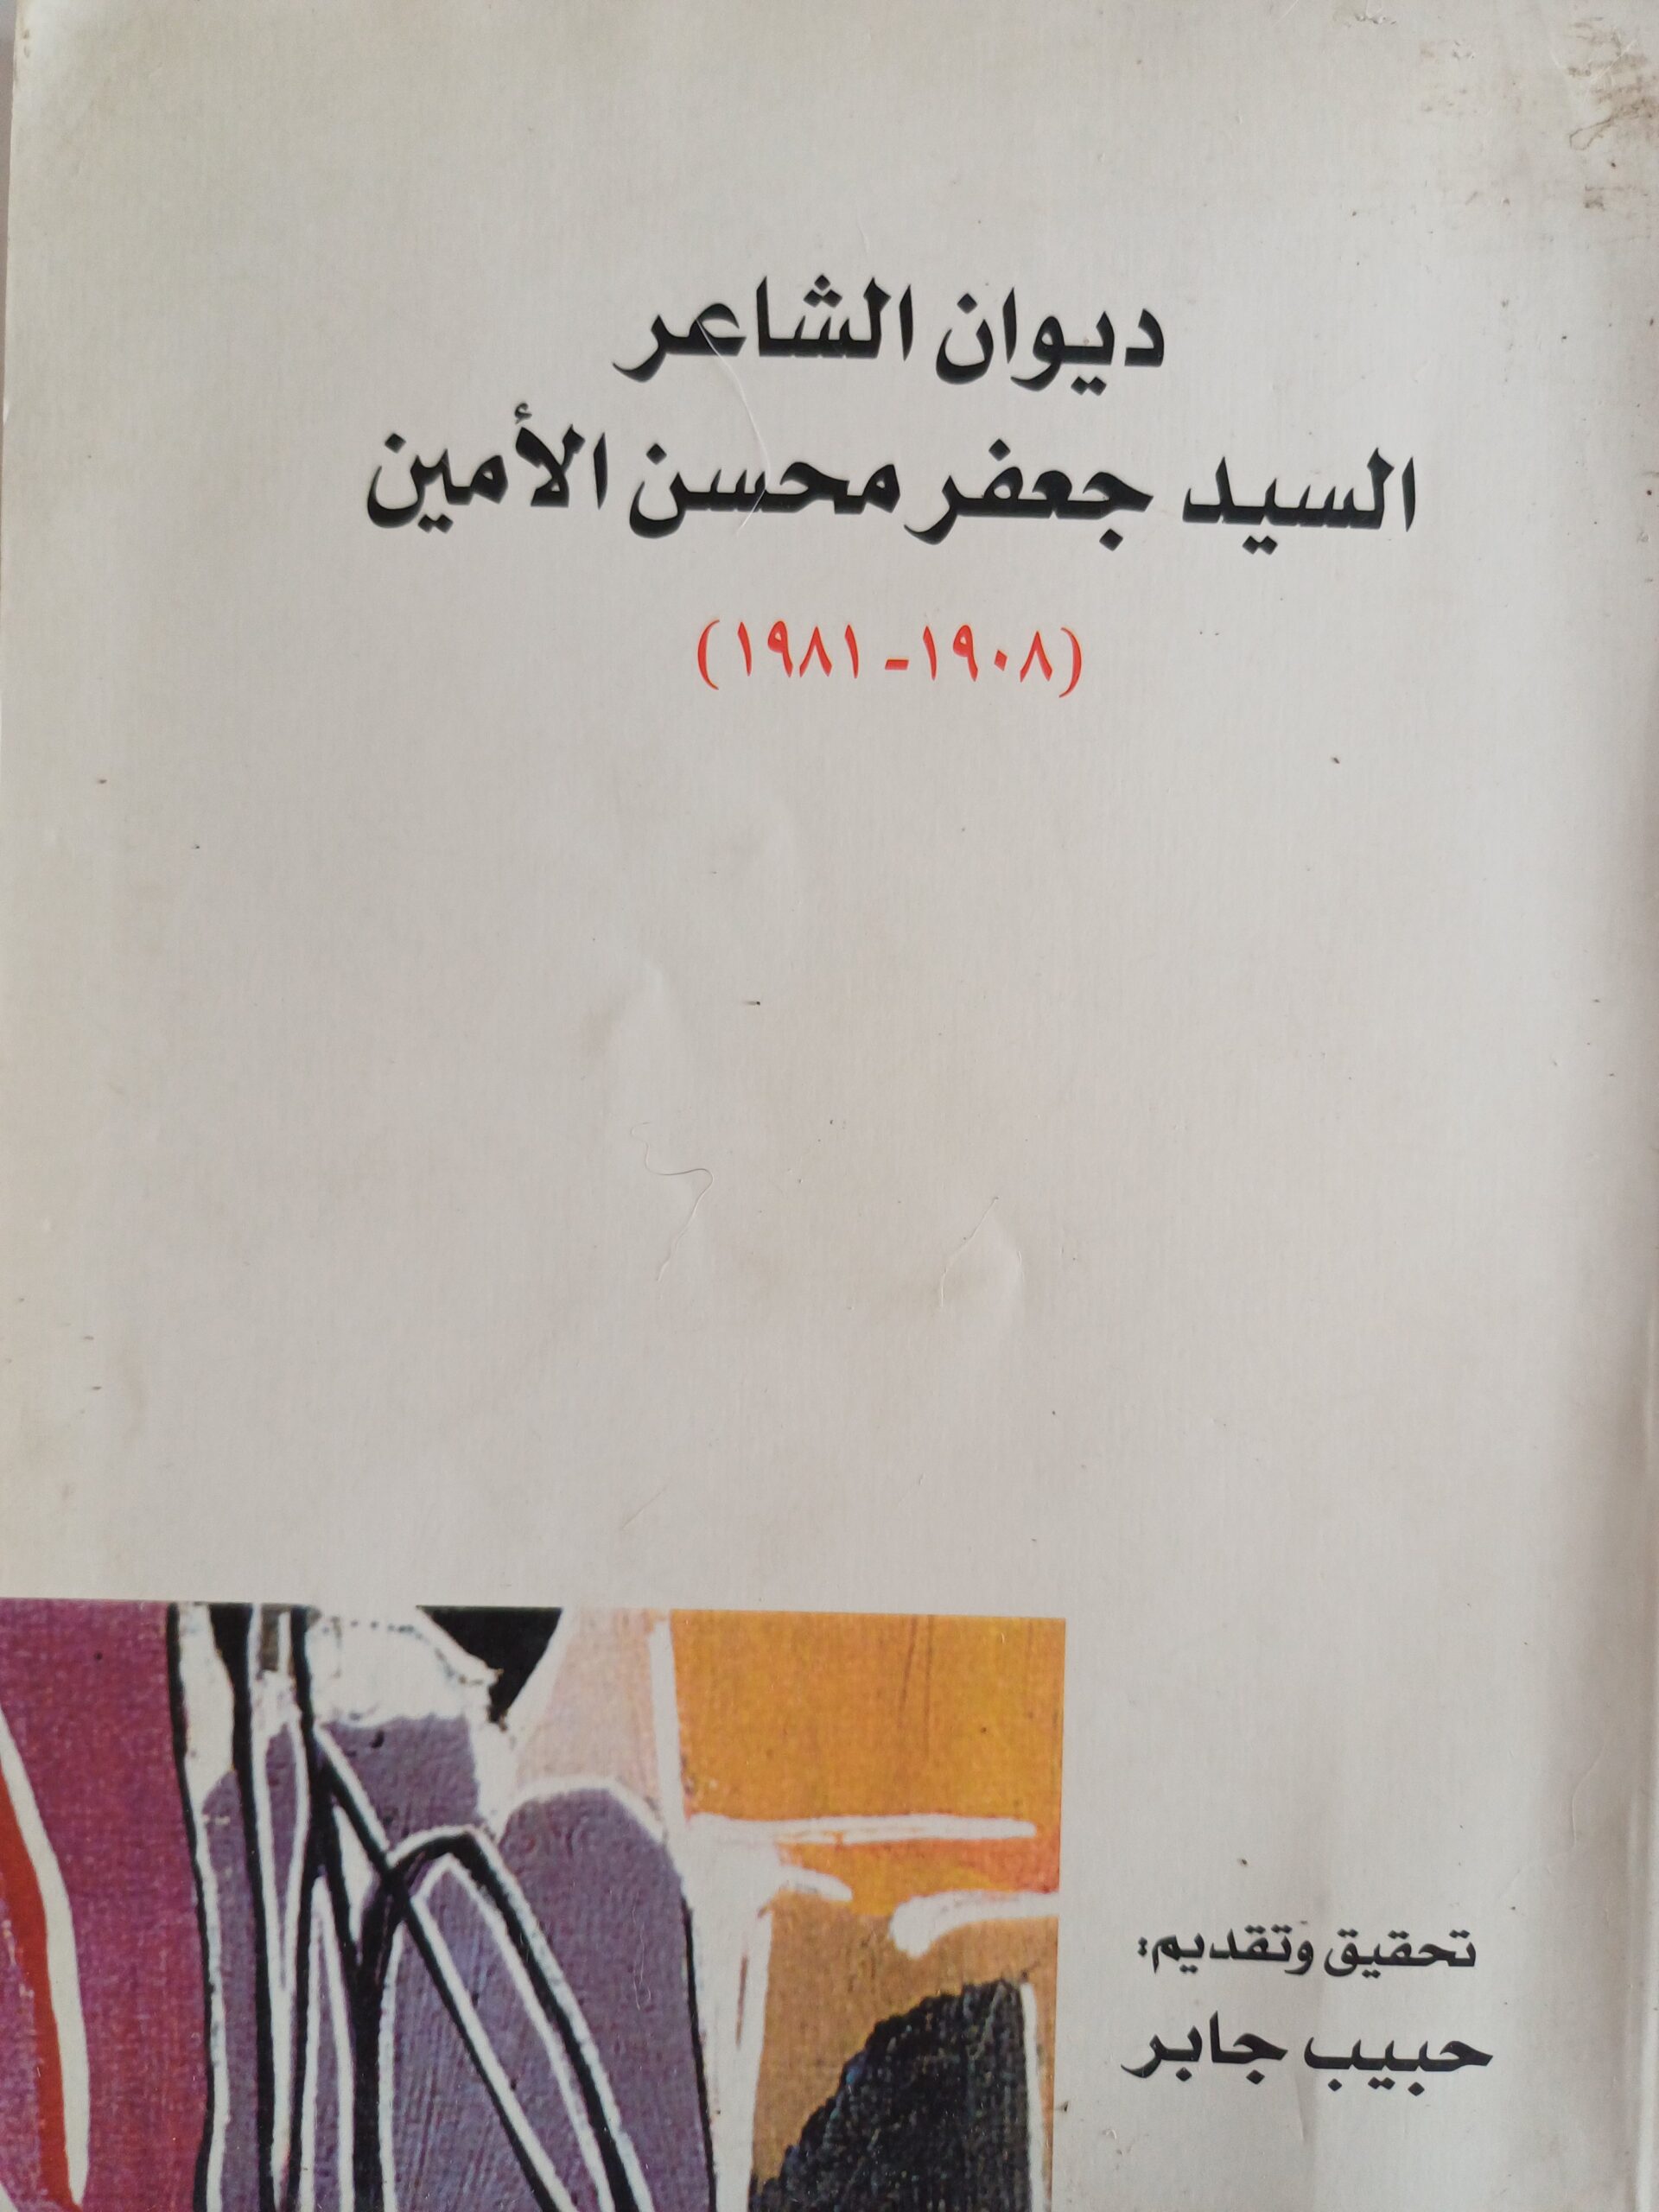 ديوان الشاعر
السيد جعفر محسن الأمين
(١٩٠٨-١٩٨١)
تحقيق وتقديم:
حبيب جابر